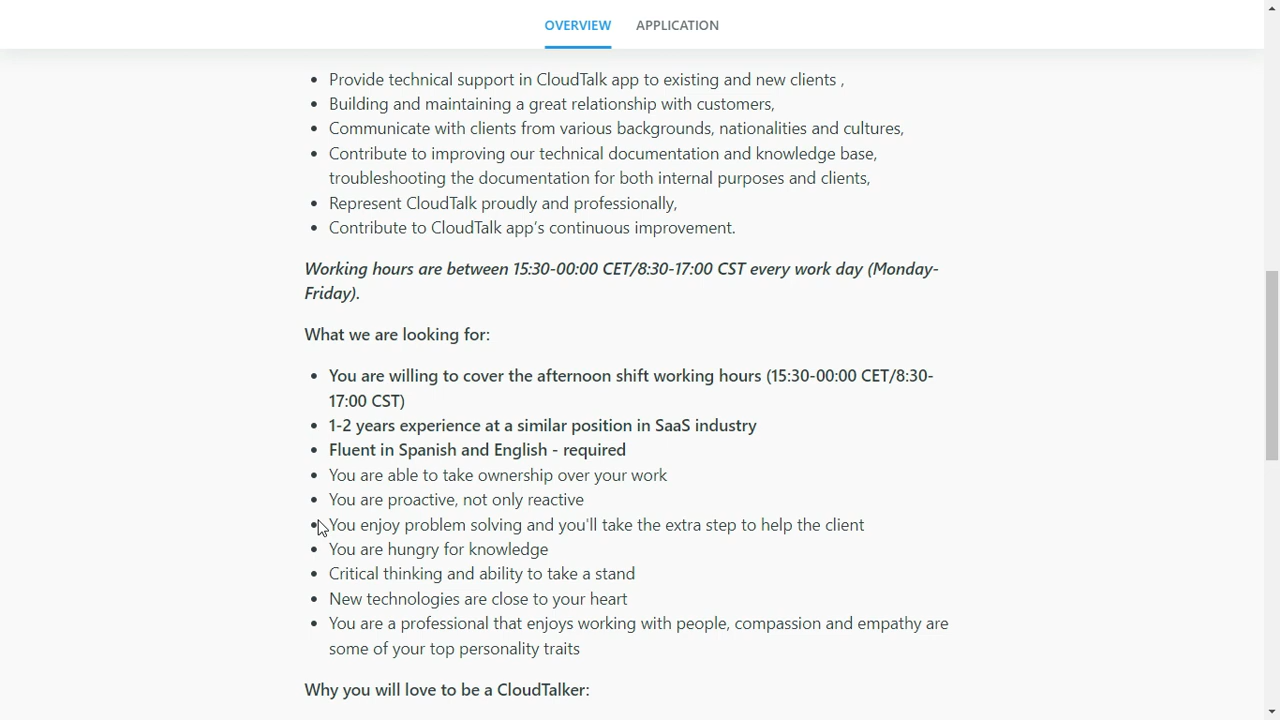 OVERVIEW APPLICATION
• Provide technical support in CloudTalk app to existing and new clients ,
• Building and maintaining a great relationship with customers,
• Communicate with clients from various backgrounds, nationalities and cultures,
• Contribute to improving our technical documentation and knowledge base,
troubleshooting the documentation for both internal purposes and clients,
• Represent CloudTalk proudly and professionally,
• Contribute to CloudTalk app's continuous improvement.
Working hours are between 15:30-00:00 CET/8:30-17:00 CST every work day (Monday-
Friday).
What we are looking for:
• You are willing to cover the afternoon shift working hours (15:30-00:00 CET/8:30-
17:00 CST)
• 1-2 years experience at a similar position in SaaS industry
• Fluent in Spanish and English - required
• You are able to take ownership over your work
• You are proactive, not only reactive
• You enjoy problem solving and you'll take the extra step to help the client
• You are hungry for knowledge
• Critical thinking and ability to take a stand
• New technologies are close to your heart
• You are a professional that enjoys working with people, compassion and empathy are
some of your top personality traits
Why you will love to be a CloudTalker: